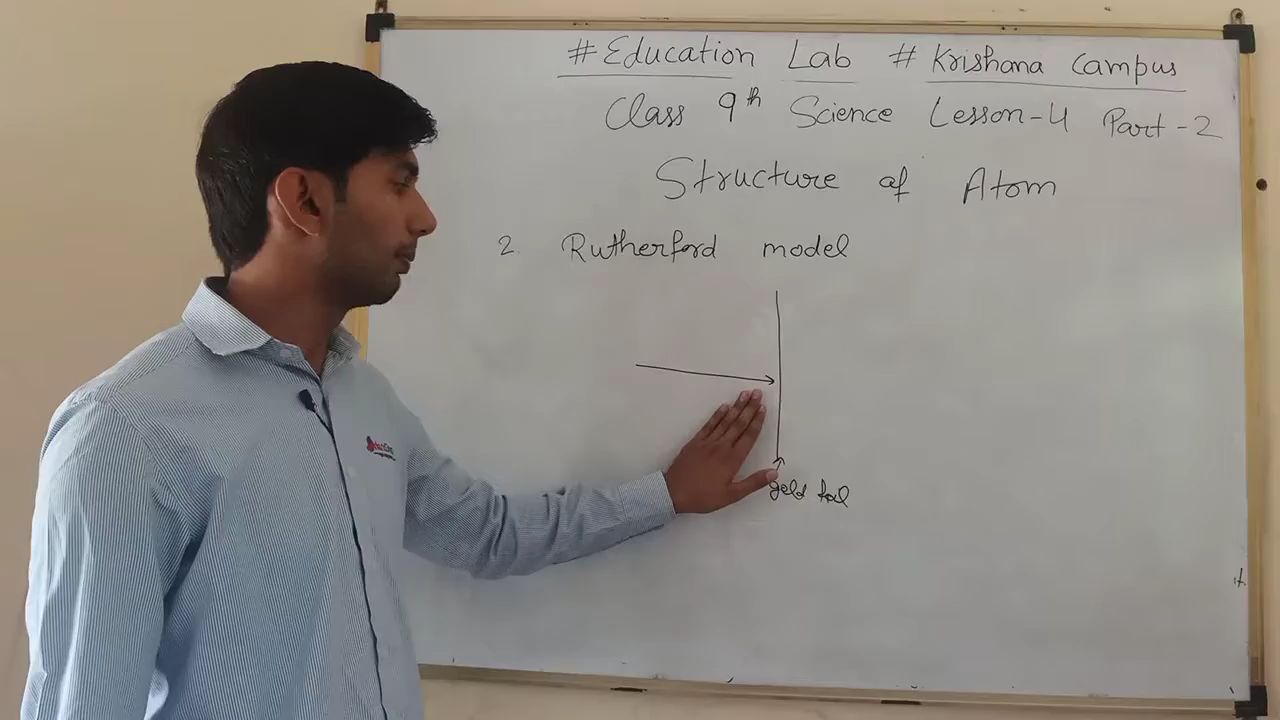 # Education Lab # Krishana Campus
Class 9th Science Lesson-4 Part-2
Structure of Atom
2. Rutherford model
gold foil